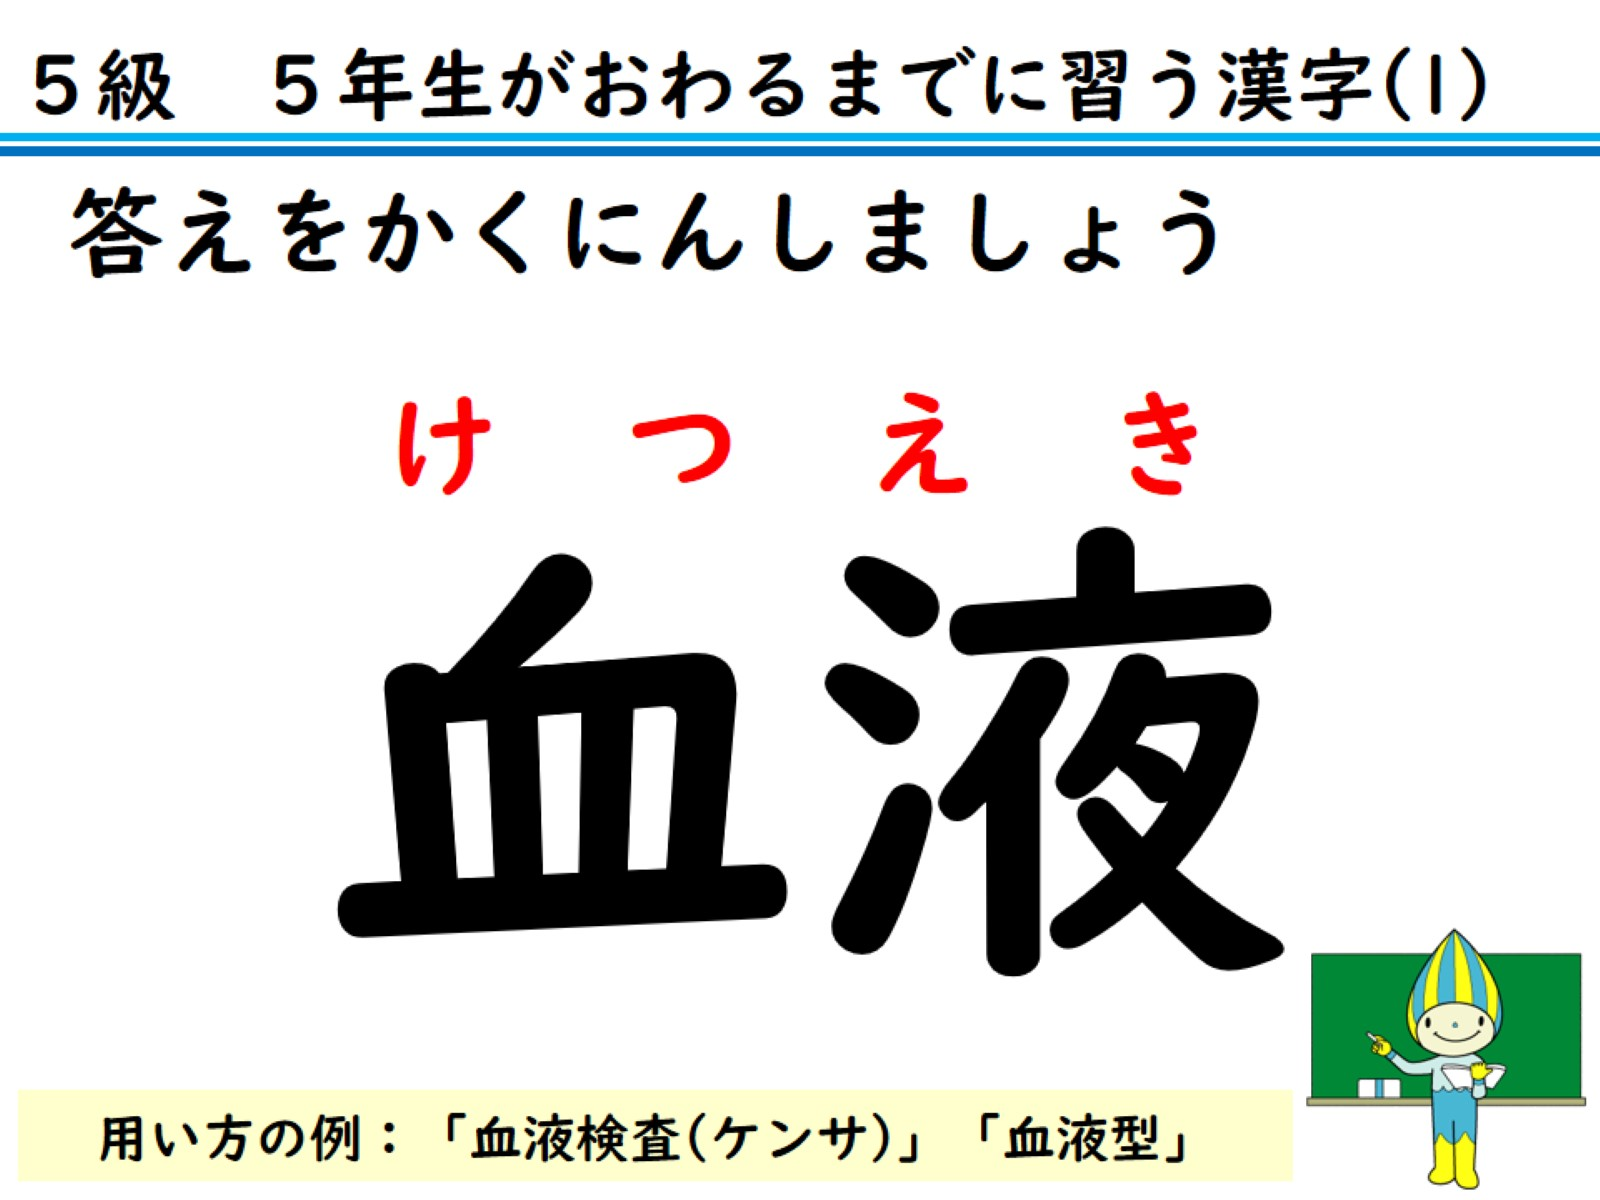 ５級　５年生がおわるまでに習う漢字(1)
答えをかくにんしましょう
けつえき
血液
用い方の例：「血液検査(ケンサ)」「血液型」